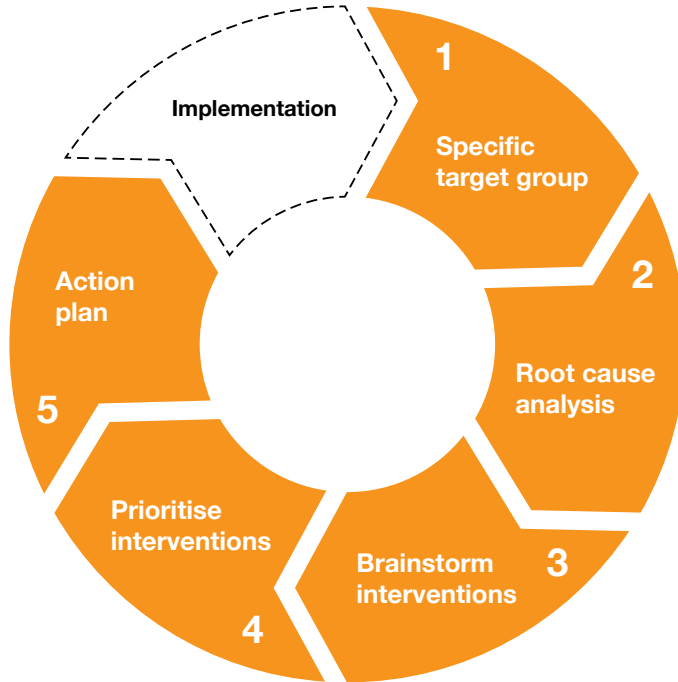 1
Specific
target group
2
Root cause
analysis
3
Brainstorm
interventions
4
Prioritise
interventions
5
Action
plan
Implementation